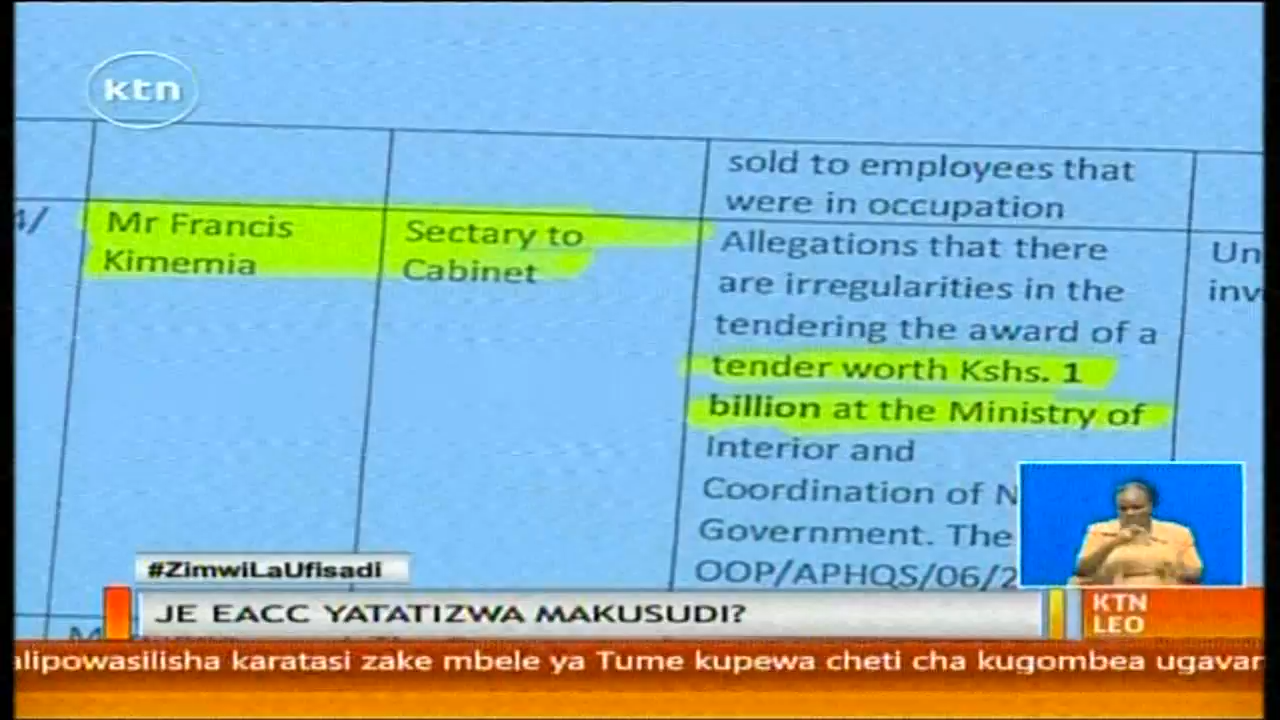 ktn
sold to employees that
were in occupation
4/
Mr Francis
Kimemia
Sectary to
Cabinet
Allegations that there
are irregularities in the
tendering the award of a
tender worth Kshs. 1
billion at the Ministry of
Interior and
Coordination of N
Government. The
OOP/APHQS/06/2
Un
inv
#ZimwiLaUfisadi
JE EACC YATATIZWA MAKUSUDI?
KTN
LEO
alipowasilisha karatasi zake mbele ya Tume kupewa cheti cha kugombea ugavan